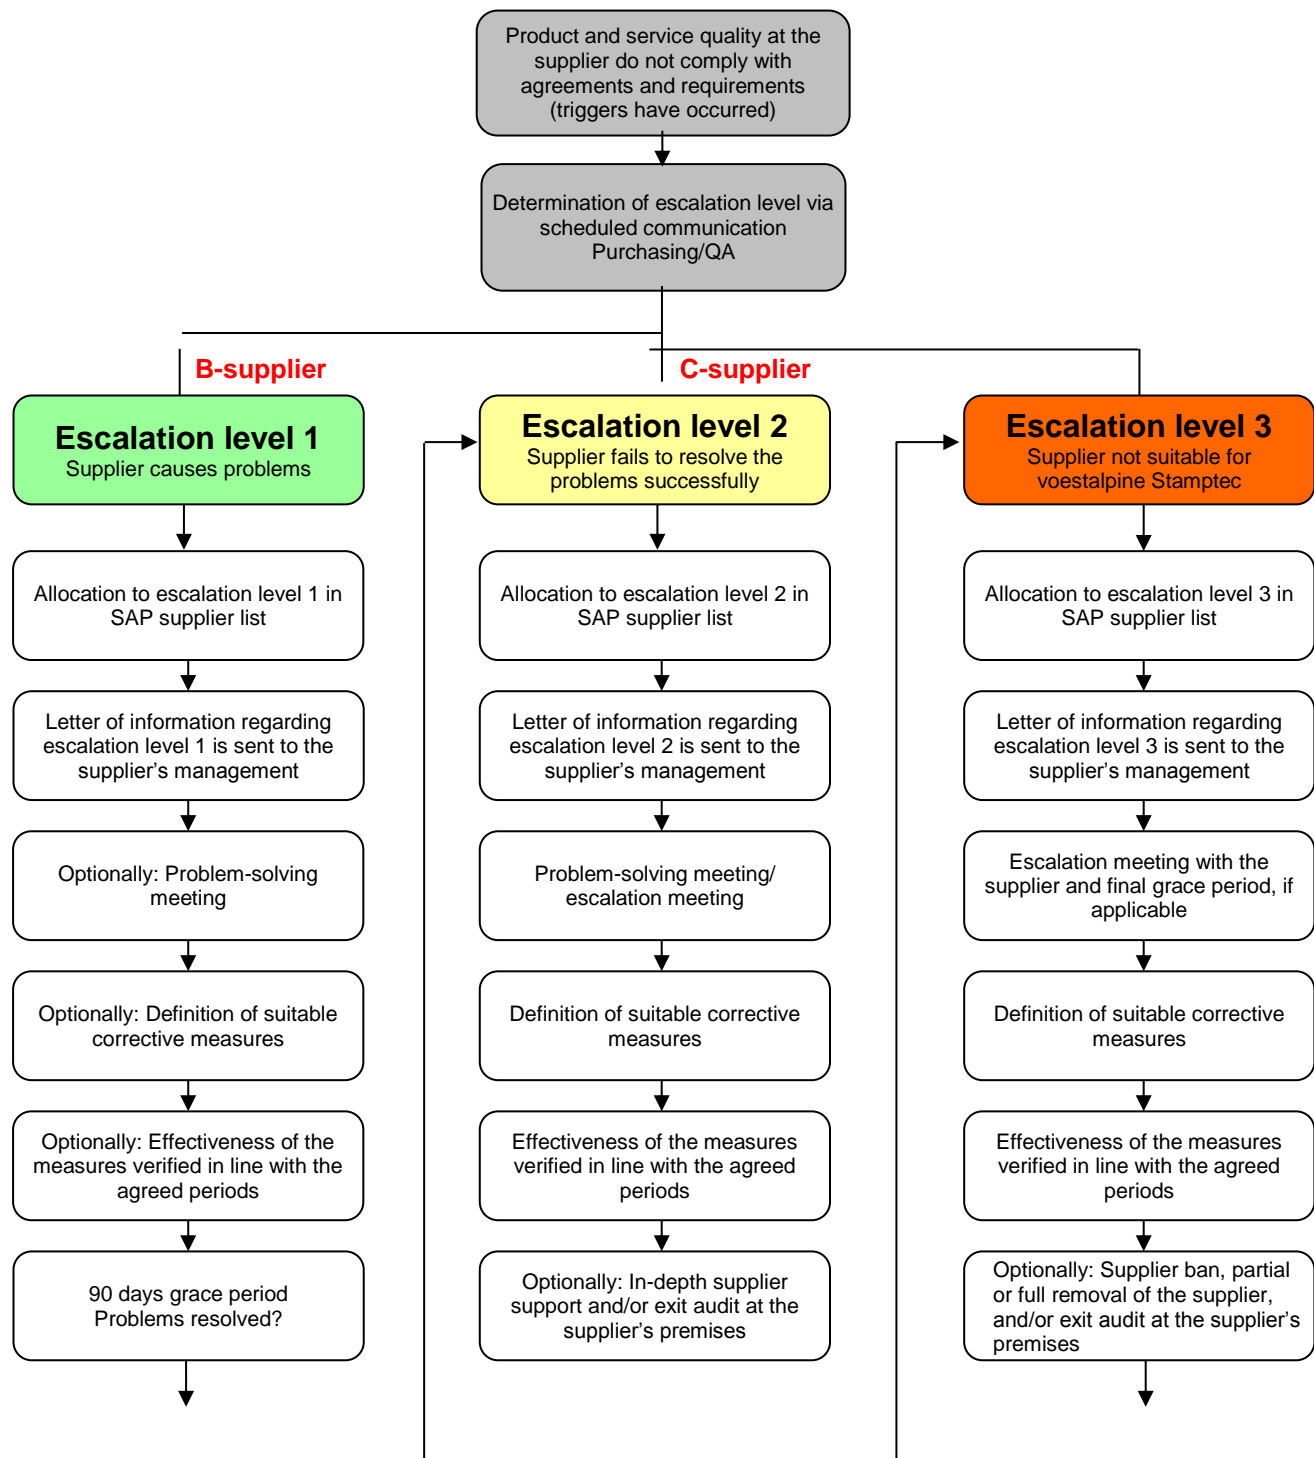 Product and service quality at the
supplier do not comply with
agreements and requirements
(triggers have occurred)
Determination of escalation level via
scheduled communication
Purchasing/QA
B-supplier
C-supplier
Escalation level 1
Supplier causes problems
Allocation to escalation level 1 in
SAP supplier list
Letter of information regarding
escalation level 1 is sent to the
supplier’s management
Optionally: Problem-solving
meeting
Optionally: Definition of suitable
corrective measures
Optionally: Effectiveness of the
measures verified in line with the
agreed periods
90 days grace period
Problems resolved?
Escalation level 2
Supplier fails to resolve the
problems successfully
Allocation to escalation level 2 in
SAP supplier list
Letter of information regarding
escalation level 2 is sent to the
supplier’s management
Problem-solving meeting/
escalation meeting
Definition of suitable corrective
measures
Effectiveness of the measures
verified in line with the agreed
periods
Optionally: In-depth supplier
support and/or exit audit at the
supplier’s premises
Escalation level 3
Supplier not suitable for
voestalpine Stamptec
Allocation to escalation level 3 in
SAP supplier list
Letter of information regarding
escalation level 3 is sent to the
supplier’s management
Escalation meeting with the
supplier and final grace period, if
applicable
Definition of suitable corrective
measures
Effectiveness of the measures
verified in line with the agreed
periods
Optionally: Supplier ban, partial
or full removal of the supplier,
and/or exit audit at the supplier’s
premises